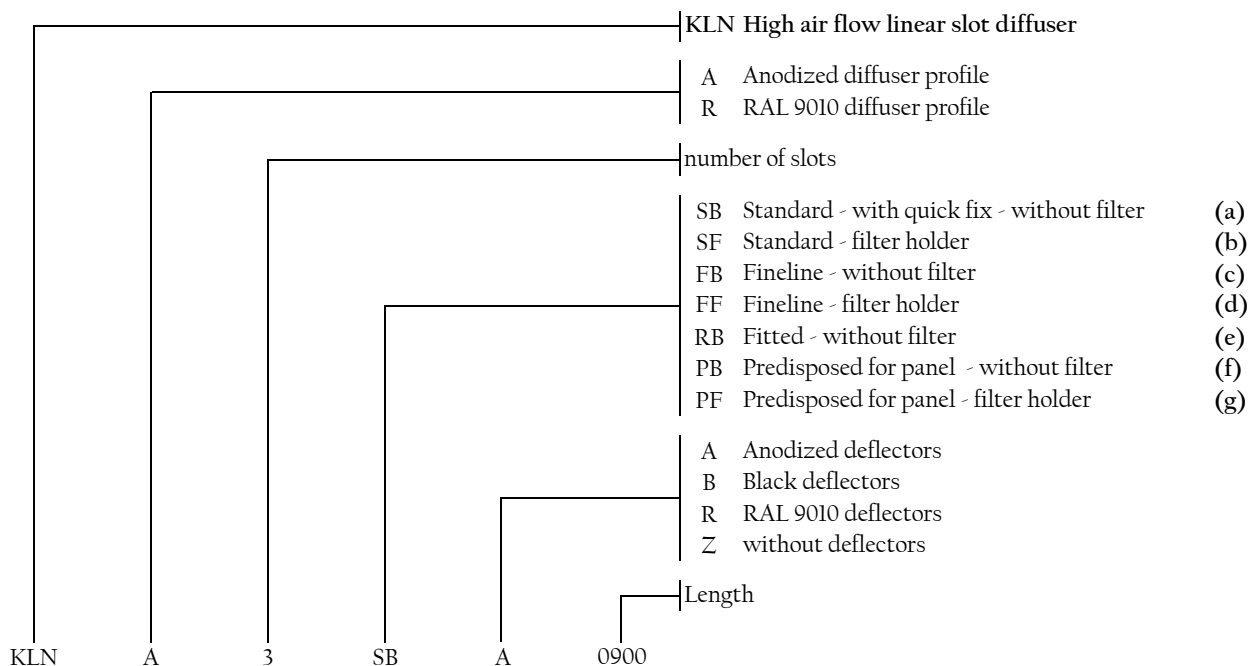 KLN High air flow linear slot diffuser
A Anodized diffuser profile
R RAL 9010 diffuser profile
number of slots
SB Standard - with quick fix - without filter (a)
SF Standard - filter holder (b)
FB Fineline - without filter (c)
FF Fineline - filter holder (d)
RB Fitted - without filter (e)
PB Predisposed for panel - without filter (f)
PF Predisposed for panel - filter holder (g)
A Anodized deflectors
B Black deflectors
R RAL 9010 deflectors
Z without deflectors
Length
KLN A 3 SB A 0900